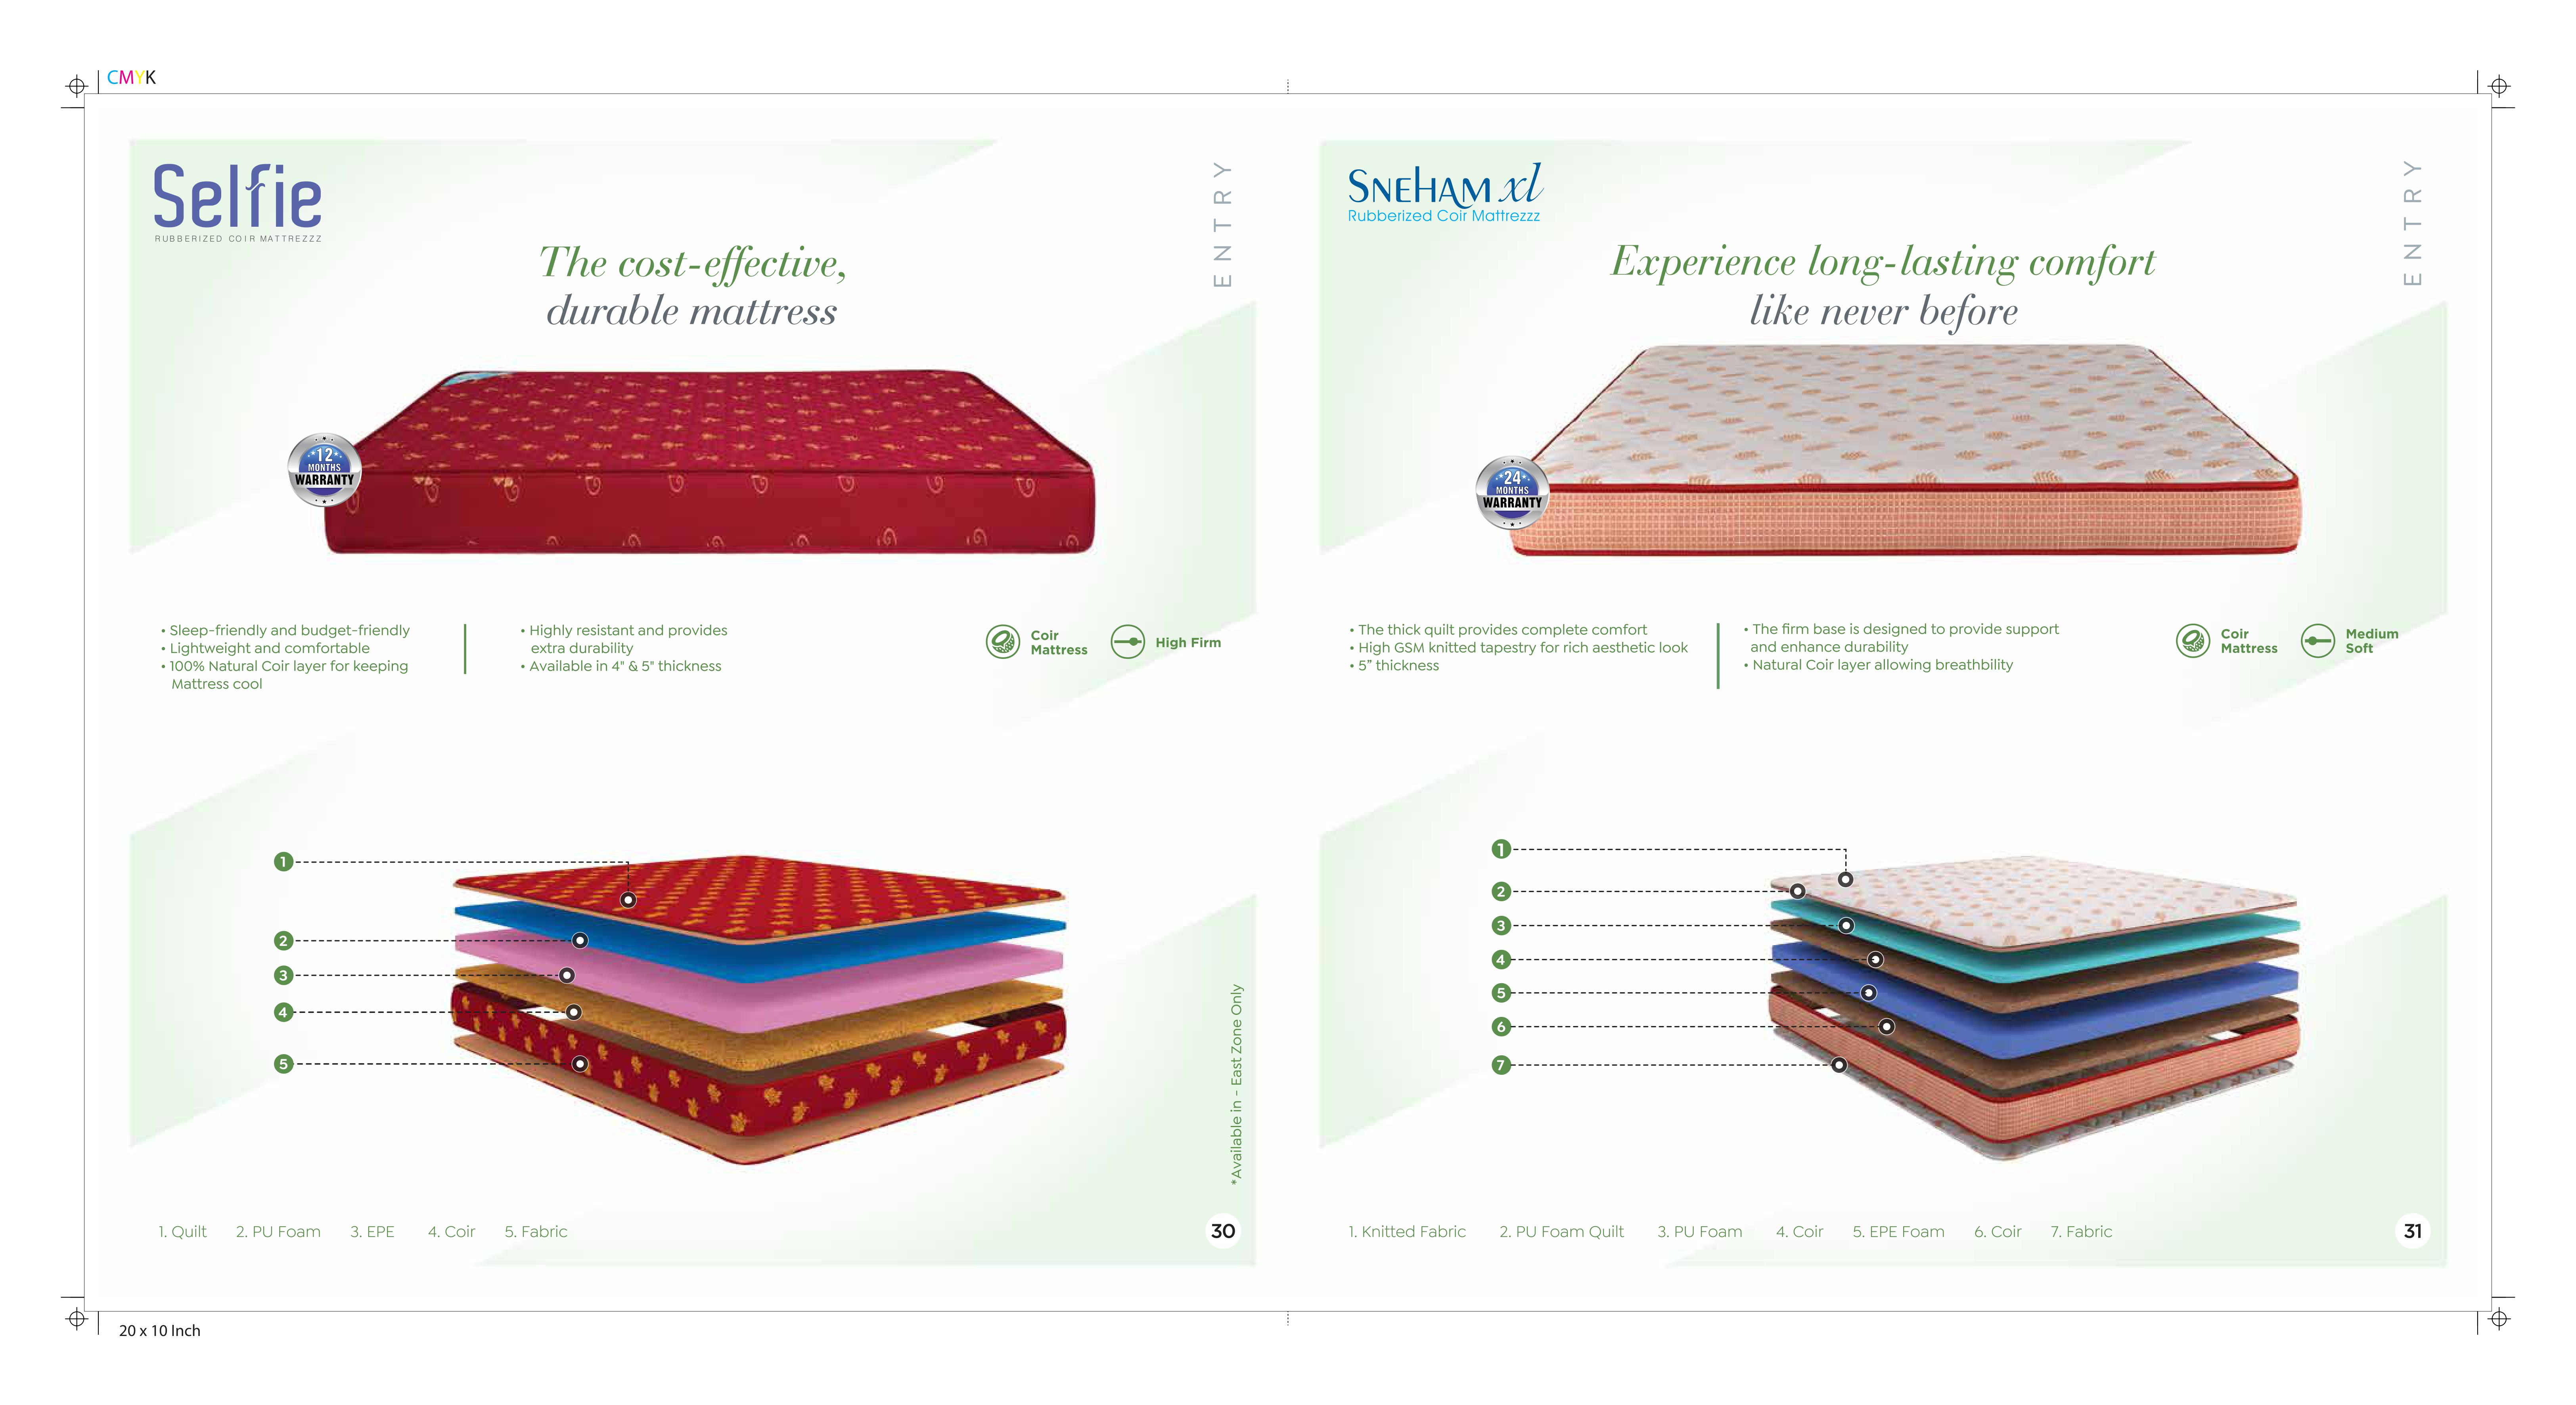 CMYK
Selfie
RUBBERIZED COIR MATTREZZZ
ENTRY
The cost-effective,
durable mattress
12
MONTHS
WARRANTY
• Sleep-friendly and budget-friendly
• Lightweight and comfortable
• 100% Natural Coir layer for keeping
Mattress cool
• Highly resistant and provides
extra durability
• Available in 4" & 5" thickness
Coir
Mattress
High Firm
1
2
3
4
5
*Available in - East Zone Only
1. Quilt 2. PU Foam 3. EPE 4. Coir 5. Fabric
30
SNEHAM xl
Rubberized Coir Mattrezzz
ENTRY
Experience long-lasting comfort
like never before
24
MONTHS
WARRANTY
• The thick quilt provides complete comfort
• High GSM knitted tapestry for rich aesthetic look
• 5” thickness
• The firm base is designed to provide support
and enhance durability
• Natural Coir layer allowing breathbility
Coir
Mattress
Medium
Soft
1
2
3
4
5
6
7
1. Knitted Fabric 2. PU Foam Quilt 3. PU Foam 4. Coir 5. EPE Foam 6. Coir 7. Fabric
31
20 x 10 Inch